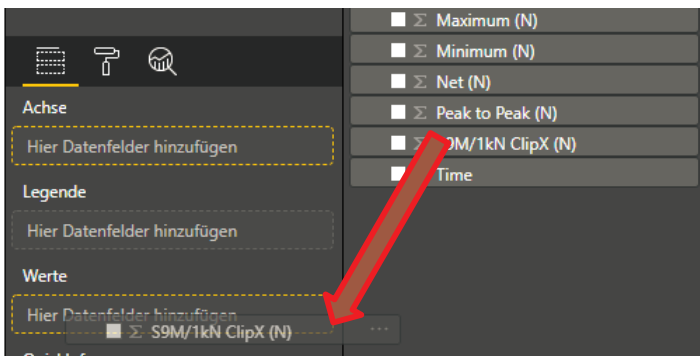 Σ Maximum (N)
Σ Minimum (N)
Σ Net (N)
Σ Peak to Peak (N)
Σ S9M/1kN ClipX (N)
Time
Achse
Hier Datenfelder hinzufügen
Legende
Hier Datenfelder hinzufügen
Werte
Hier Datenfelder hinzufügen
Σ S9M/1kN ClipX (N) ...